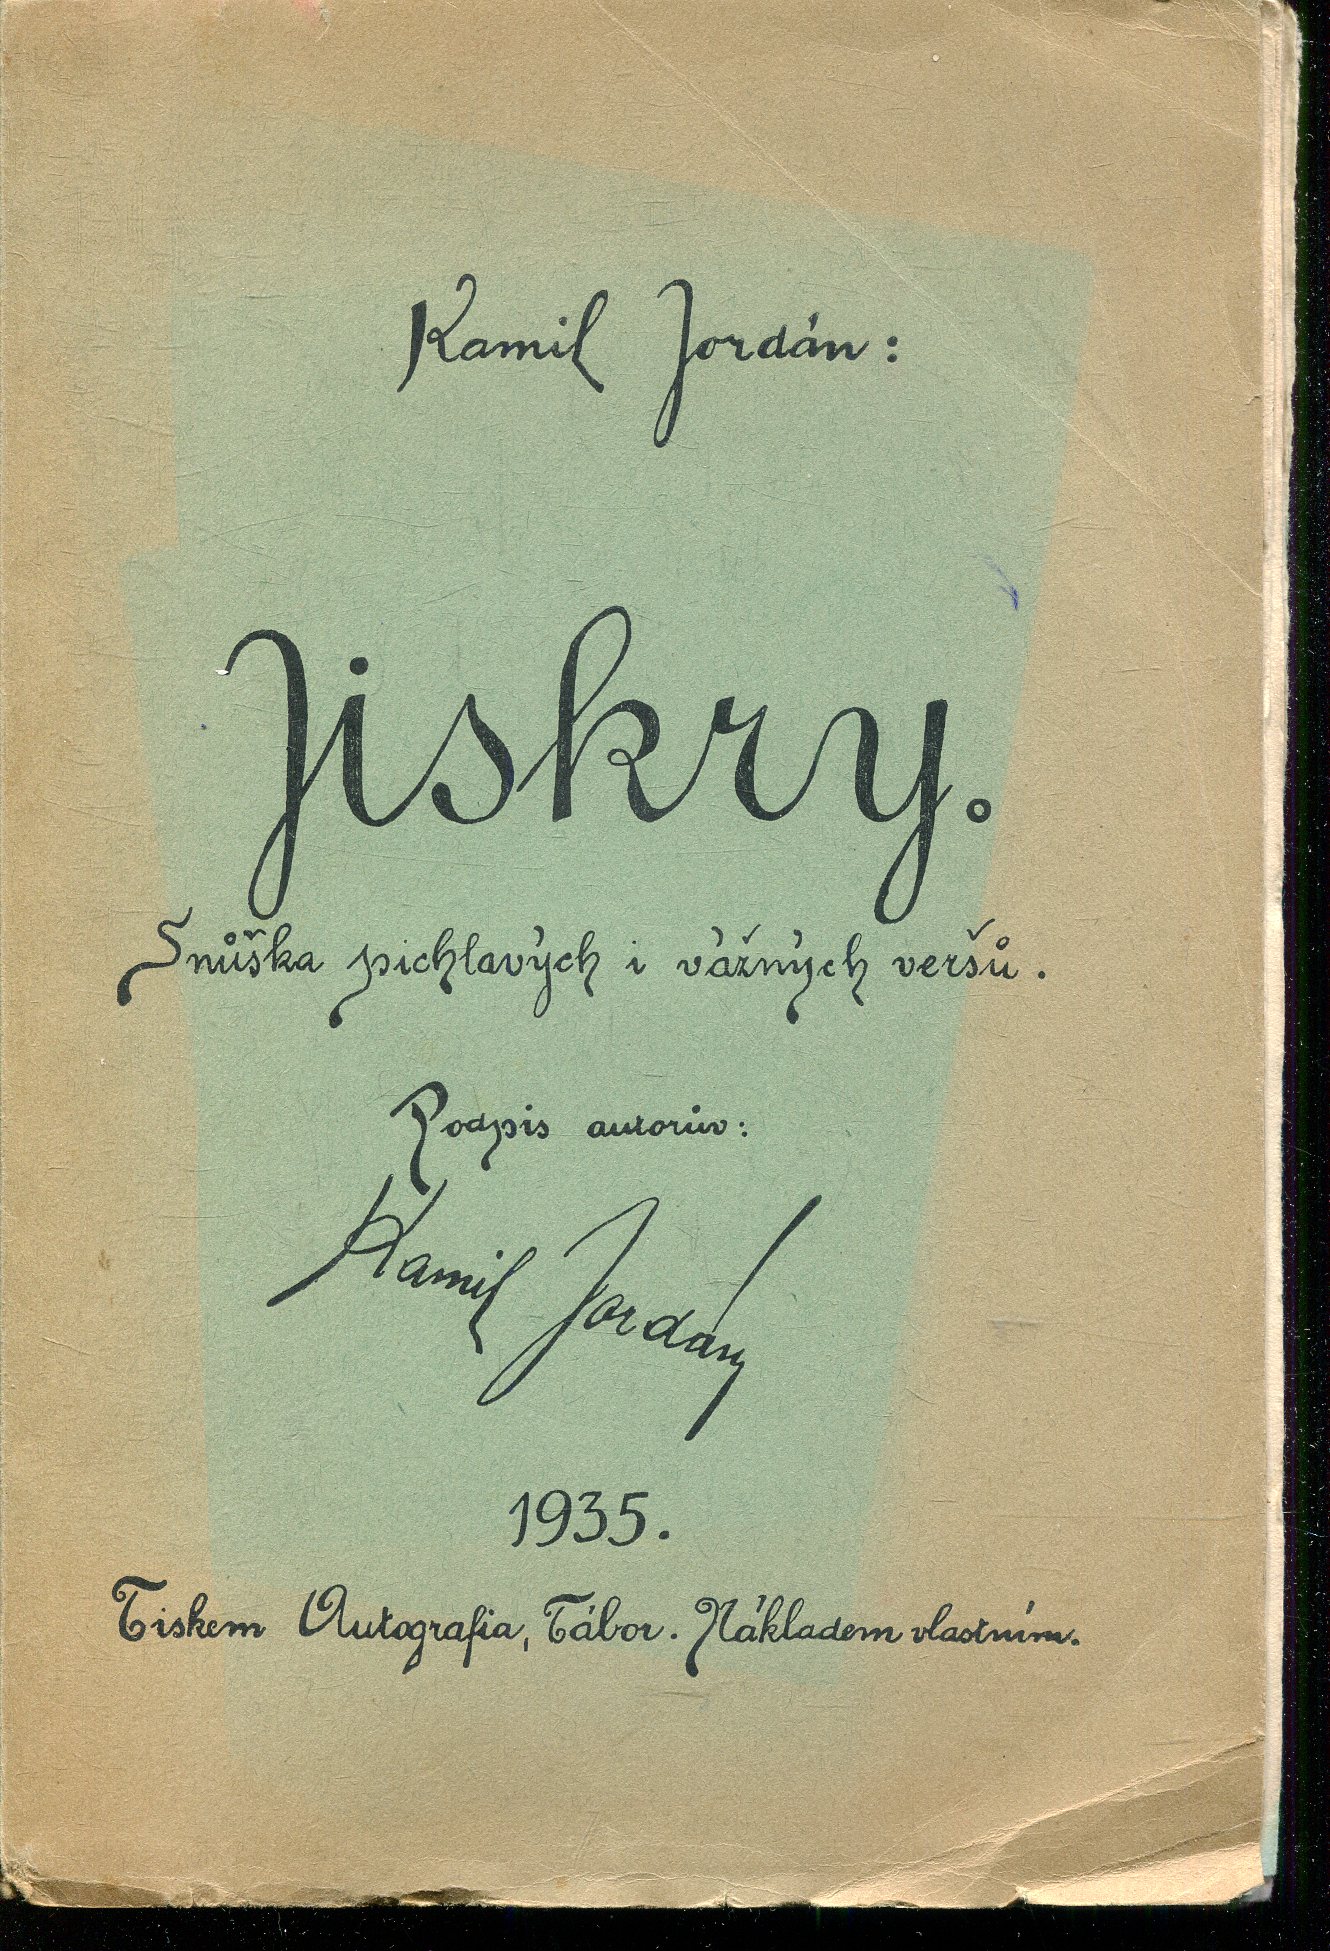 Kamil Jordán:
Jiskry.
Snůška pichlavých i vážných veršů.
Podpis autorův:
Kamil Jordán
1935.
Tiskem Autografia, Tábor. Nákladem vlastním.